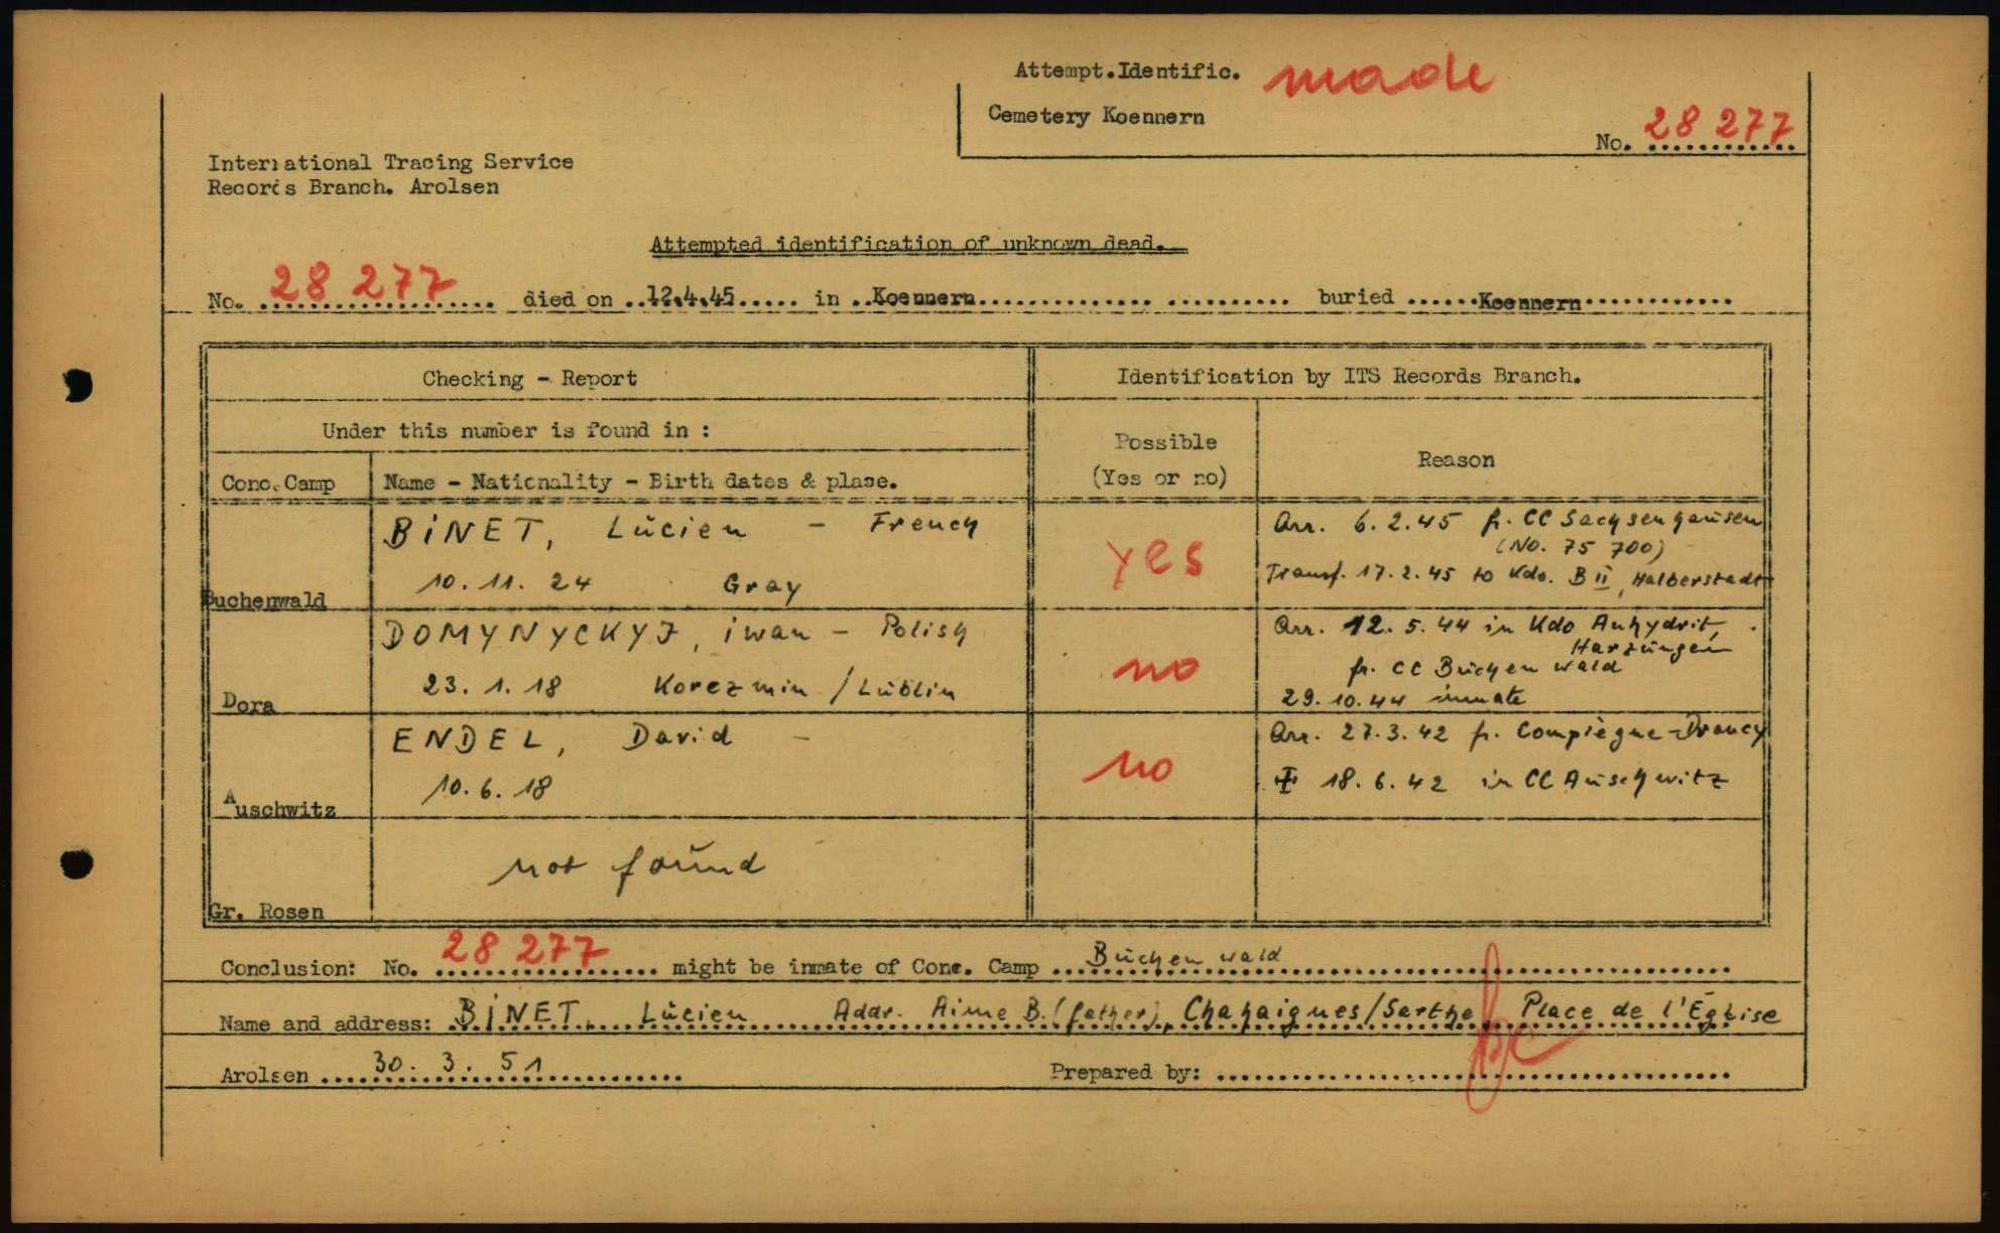 Attempt.Identific. made
Cemetery Koennern
No. 28 277
International Tracing Service
Records Branch. Arolsen
Attempted identification of unknown dead.
No. 28 277 died on 12.4.45 in Koennern buried Koennern
Checking - Report
Identification by ITS Records Branch.
Under this number is found in :
Possible
(Yes or no)
Reason
Conc.Camp
Name - Nationality - Birth dates & place.
BINET, Lucien - French
10. 11. 24 Gray
Buchenwald
yes
Arr. 6.2.45 fr. CC Sachsenhausen
(No. 75 700)
Transf. 17.2.45 to Kdo. B II, Halberstadt
DOMYNYCKYJ, iwan - Polish
23. 1. 18 Korczmin / Lublin
Dora
no
Arr. 12. 5. 44 in Kdo Anhydrit,
Harzungen
fr. CC Buchenwald
29. 10. 44 inmate
ENDEL, David -
10. 6. 18
Auschwitz
no
Arr. 27.3.42 fr. Compiègne-Drancy
18. 6. 42 in CC Auschwitz
not found
Gr. Rosen
Conclusion: No. 28 277 might be inmate of Conc. Camp Buchenwald
Name and address: BINET, Lucien Addr. Aime B. (father), Chahaignes/Sarthe Place de l'Église
Arolsen 30. 3. 51
Prepared by: